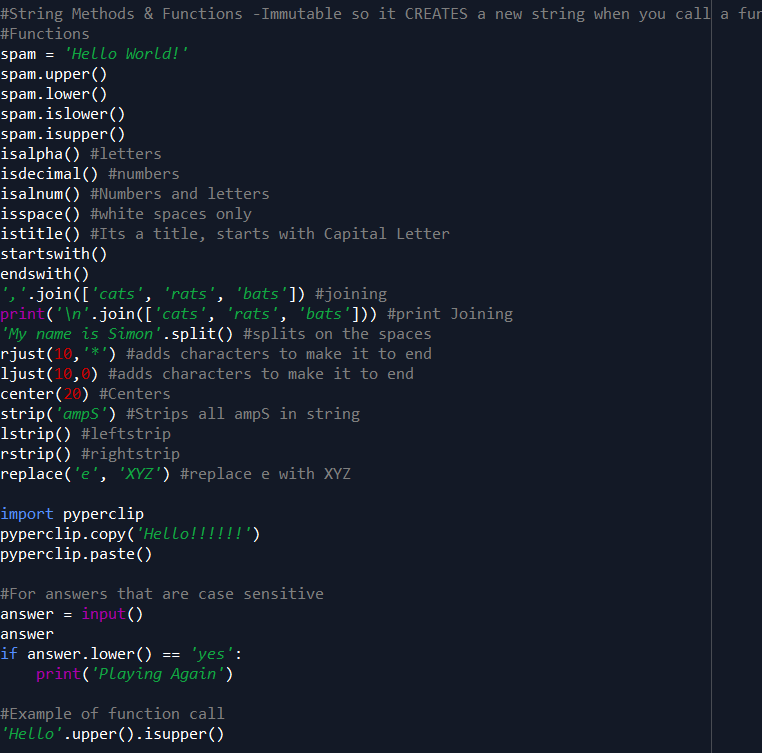 #String Methods & Functions -Immutable so it CREATES a new string when you call a
#Functions
spam = 'Hello World!'
spam.upper()
spam.lower()
spam.islower()
spam.isupper()
isalpha() #letters
isdecimal() #numbers
isalnum() #Numbers and letters
isspace() #white spaces only
istitle() #Its a title, starts with Capital Letter
startswith()
endswith()
','.join(['cats', 'rats', 'bats']) #joining
print('\n'.join(['cats', 'rats', 'bats'])) #print Joining
'My name is Simon'.split() #splits on the spaces
rjust(10,'*') #adds characters to make it to end
ljust(10,0) #adds characters to make it to end
center(20) #Centers
strip('ampS') #Strips all ampS in string
lstrip() #leftstrip
rstrip() #rightstrip
replace('e', 'XYZ') #replace e with XYZ
import pyperclip
pyperclip.copy('Hello!!!!!!')
pyperclip.paste()
#For answers that are case sensitive
answer = input()
answer
if answer.lower() == 'yes':
    print('Playing Again')
#Example of function call
'Hello'.upper().isupper()